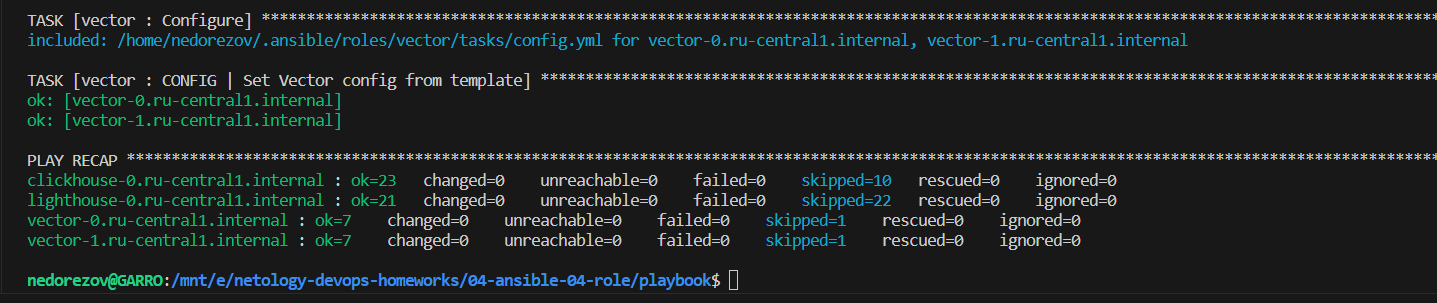 TASK [vector : Configure] ***********************************************************************************************************************************
included: /home/nedorezov/.ansible/roles/vector/tasks/config.yml for vector-0.ru-central1.internal, vector-1.ru-central1.internal
TASK [vector : CONFIG | Set Vector config from template] ****************************************************************************************************
ok: [vector-0.ru-central1.internal]
ok: [vector-1.ru-central1.internal]
PLAY RECAP **************************************************************************************************************************************************
clickhouse-0.ru-central1.internal : ok=23   changed=0    unreachable=0    failed=0    skipped=10   rescued=0    ignored=0
lighthouse-0.ru-central1.internal : ok=21   changed=0    unreachable=0    failed=0    skipped=22   rescued=0    ignored=0
vector-0.ru-central1.internal : ok=7    changed=0    unreachable=0    failed=0    skipped=1    rescued=0    ignored=0
vector-1.ru-central1.internal : ok=7    changed=0    unreachable=0    failed=0    skipped=1    rescued=0    ignored=0
nedorezov@GARRO:/mnt/e/netology-devops-homeworks/04-ansible-04-role/playbook$